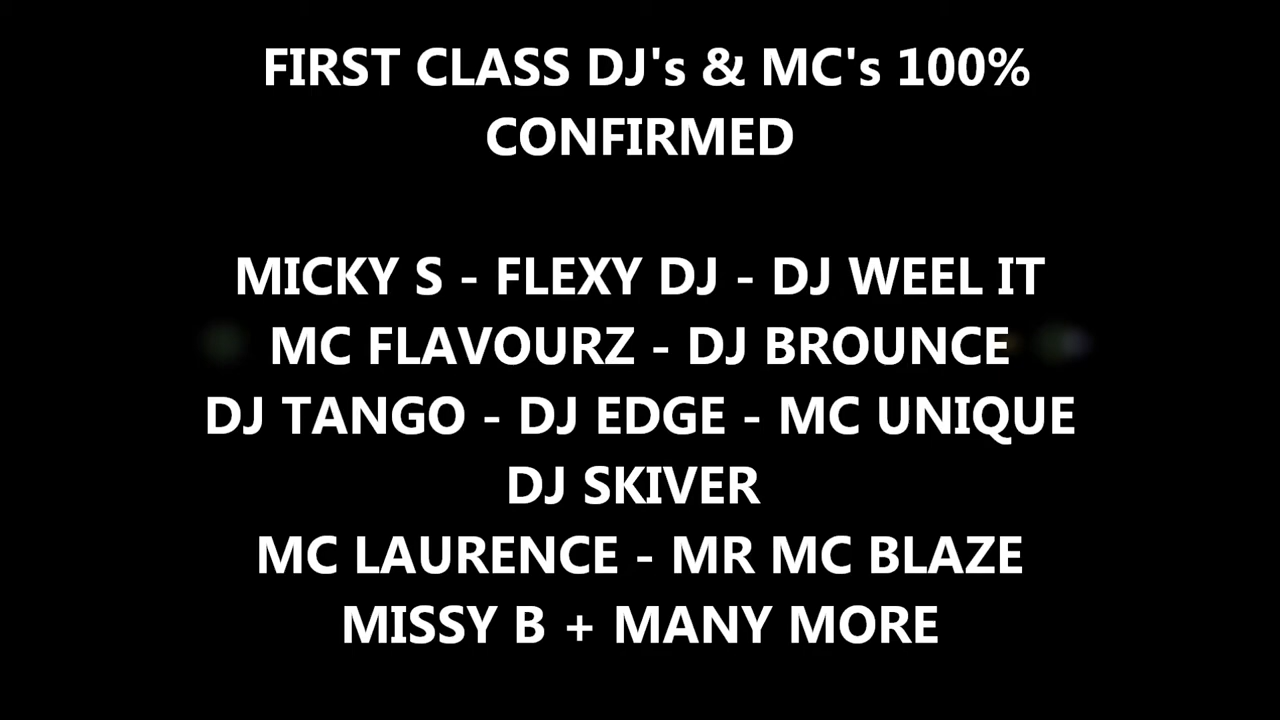 FIRST CLASS DJ's & MC's 100%
CONFIRMED
MICKY S - FLEXY DJ - DJ WEEL IT
MC FLAVOURZ - DJ BROUNCE
DJ TANGO - DJ EDGE - MC UNIQUE
DJ SKIVER
MC LAURENCE - MR MC BLAZE
MISSY B + MANY MORE